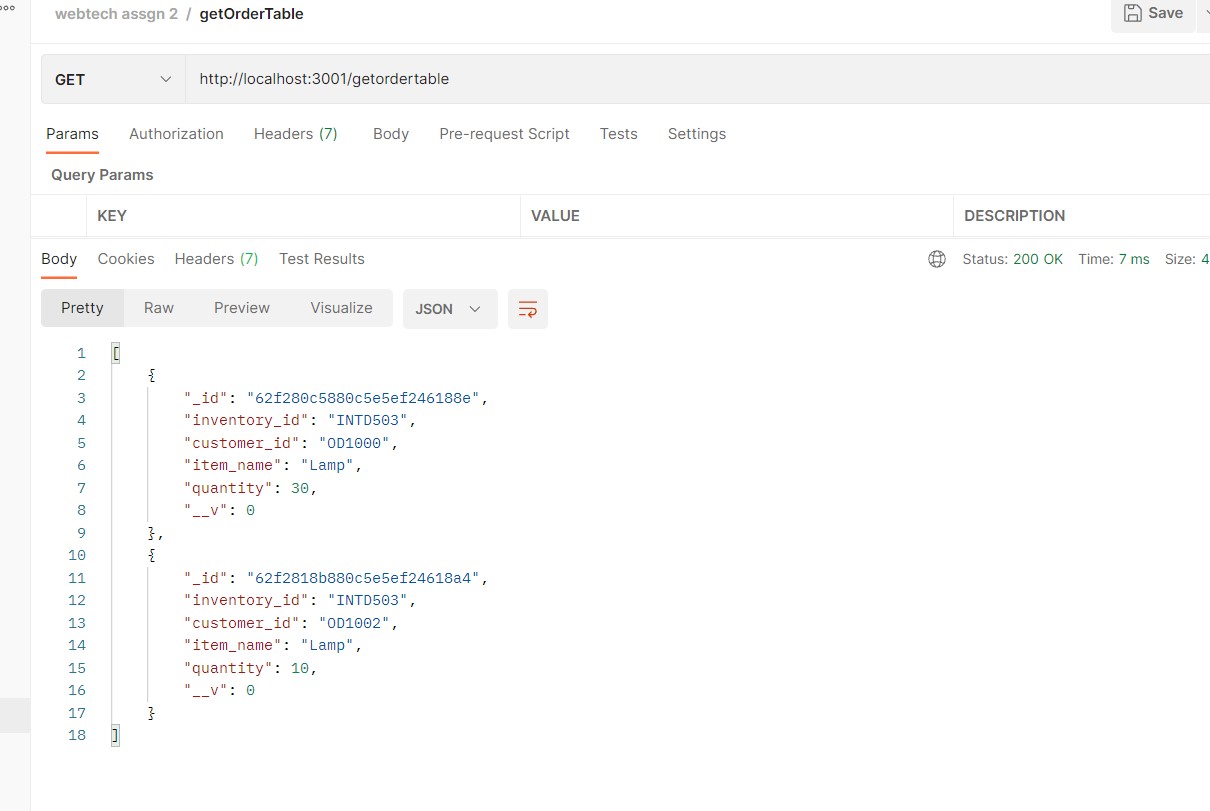 webtech assgn 2 / getOrderTable
Save
GET http://localhost:3001/getordertable
Params Authorization Headers (7) Body Pre-request Script Tests Settings
Query Params
KEY VALUE DESCRIPTION
Body Cookies Headers (7) Test Results Status: 200 OK Time: 7 ms Size: 4
Pretty Raw Preview Visualize JSON
1 [
2 {
3 "_id": "62f280c5880c5e5ef246188e",
4 "inventory_id": "INTD503",
5 "customer_id": "OD1000",
6 "item_name": "Lamp",
7 "quantity": 30,
8 "__v": 0
9 },
10 {
11 "_id": "62f2818b880c5e5ef24618a4",
12 "inventory_id": "INTD503",
13 "customer_id": "OD1002",
14 "item_name": "Lamp",
15 "quantity": 10,
16 "__v": 0
17 }
18 ]